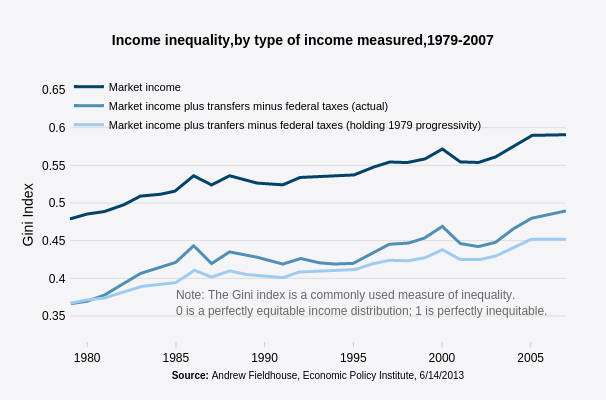 Income inequality,by type of income measured,1979-2007
0.65
Market income
Market income plus transfers minus federal taxes (actual)
0.6
Market income plus tranfers minus federal taxes (holding 1979 progressivity)
0.55
0.5
0.45
0.4
0.35
Gini Index
Note: The Gini index is a commonly used measure of inequality.
0 is a perfectly equitable income distribution; 1 is perfectly inequitable.
1980 1985 1990 1995 2000 2005
Source: Andrew Fieldhouse, Economic Policy Institute, 6/14/2013